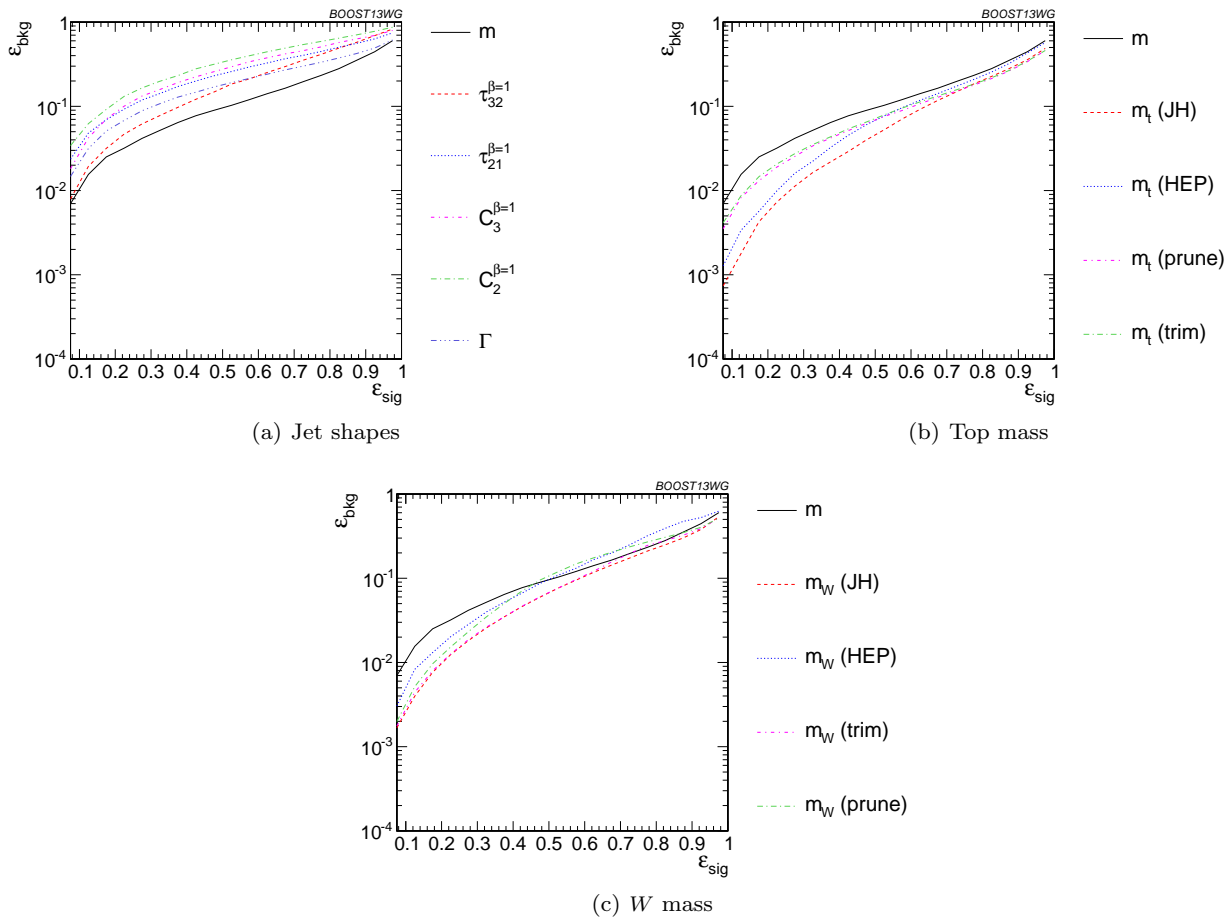 BOOST13WG
ε_bkg
1
10^-1
10^-2
10^-3
10^-4
0.1 0.2 0.3 0.4 0.5 0.6 0.7 0.8 0.9 1
ε_sig
m
τ_32^β=1
τ_21^β=1
C_3^β=1
C_2^β=1
Γ
(a) Jet shapes
BOOST13WG
ε_bkg
1
10^-1
10^-2
10^-3
10^-4
0.1 0.2 0.3 0.4 0.5 0.6 0.7 0.8 0.9 1
ε_sig
m
m_t (JH)
m_t (HEP)
m_t (prune)
m_t (trim)
(b) Top mass
BOOST13WG
ε_bkg
1
10^-1
10^-2
10^-3
10^-4
0.1 0.2 0.3 0.4 0.5 0.6 0.7 0.8 0.9 1
ε_sig
m
m_W (JH)
m_W (HEP)
m_W (trim)
m_W (prune)
(c) W mass